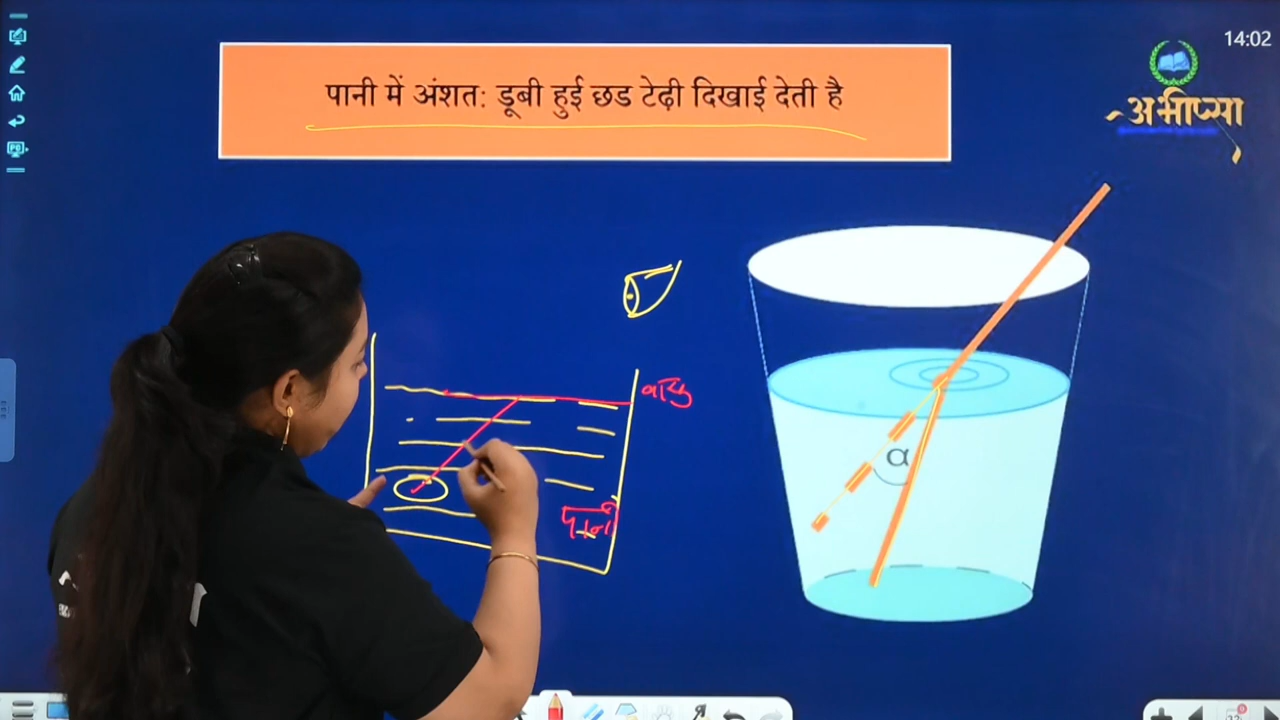 14:02
पानी में अंशत: डूबी हुई छड टेढ़ी दिखाई देती है
अभीप्सा
वायु
α
पानी